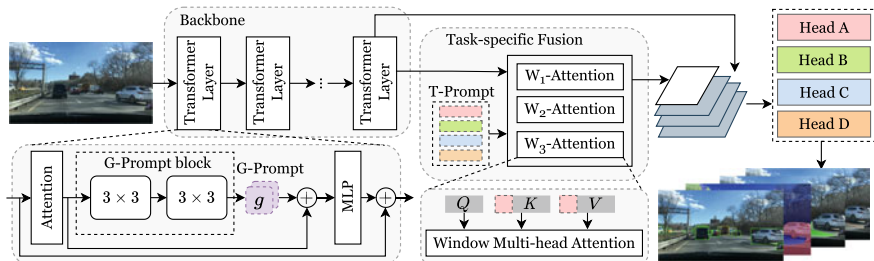 Backbone
Transformer
Layer
Transformer
Layer
...
Transformer
Layer
Task-specific Fusion
T-Prompt
W₁-Attention
W₂-Attention
W₃-Attention
Head A
Head B
Head C
Head D
Attention
G-Prompt block
3 × 3
3 × 3
G-Prompt
g
+
MLP
+
Q
K
V
Window Multi-head Attention